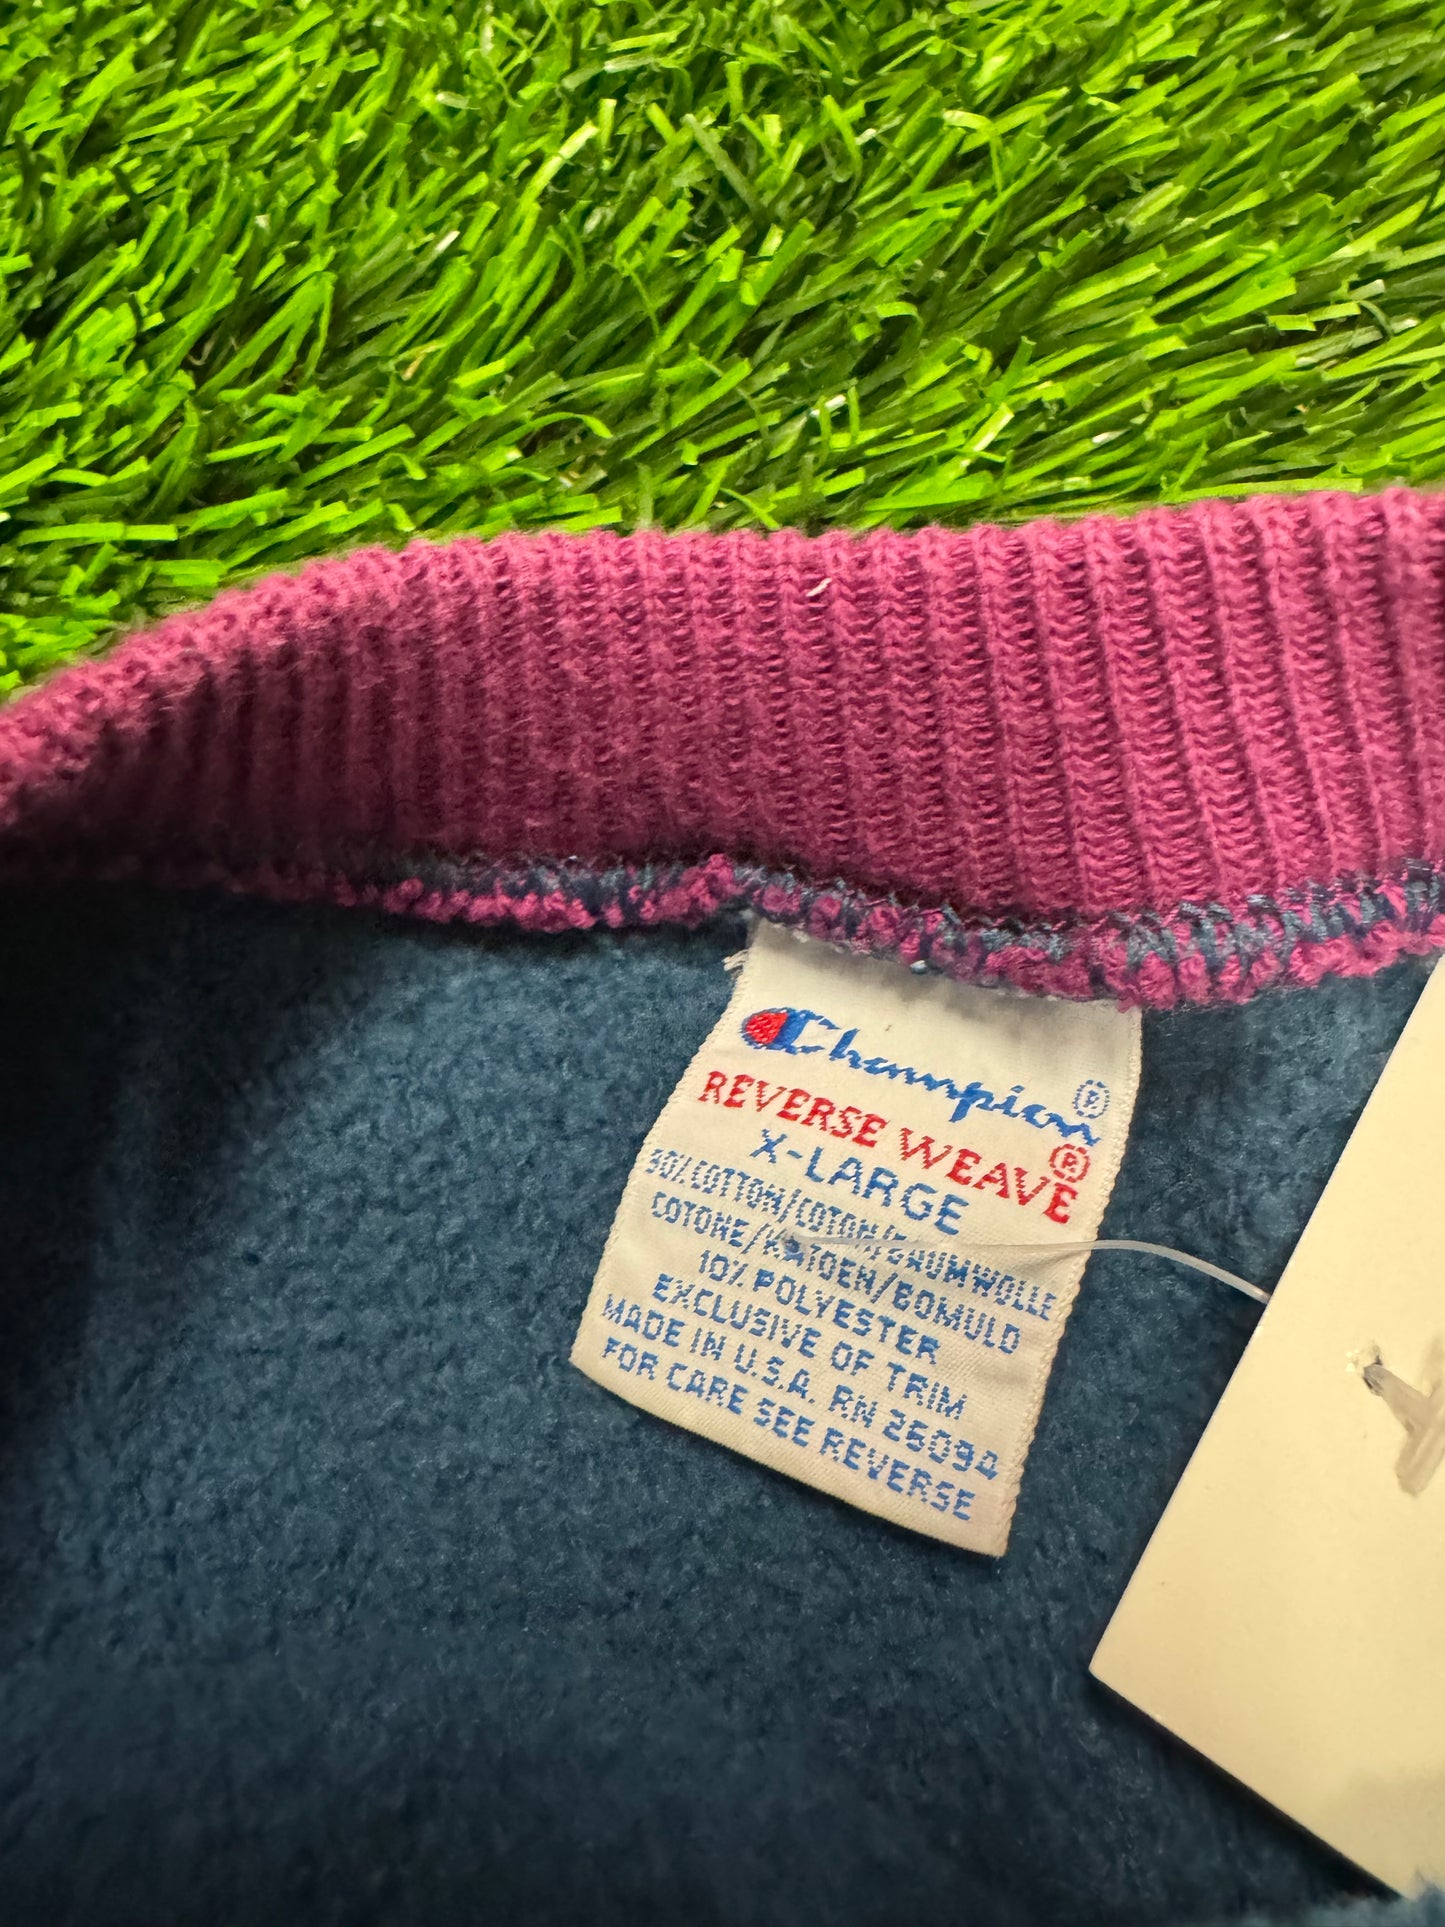 Champion®
REVERSE WEAVE®
X-LARGE
90% COTTON/COTON/BAUMWOLLE
COTONE/KATOEN/BOMULD
10% POLYESTER
EXCLUSIVE OF TRIM
MADE IN U.S.A. RN 26094
FOR CARE SEE REVERSE